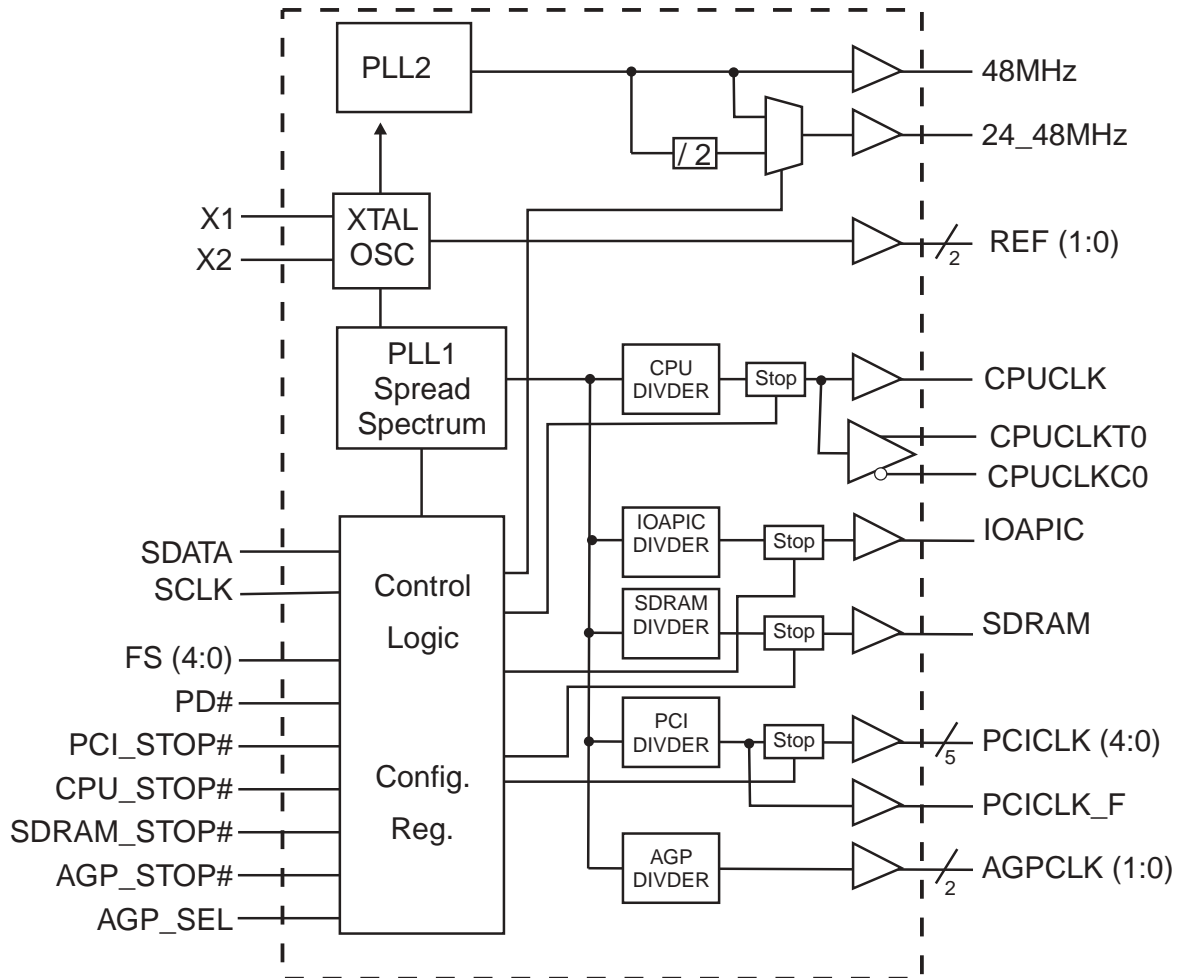 PLL2
48MHz
24_48MHz
/ 2
X1
X2
XTAL
OSC
REF (1:0)
2
PLL1
Spread
Spectrum
CPU
DIVDER
Stop
CPUCLK
CPUCLKT0
CPUCLKC0
IOAPIC
DIVDER
Stop
IOAPIC
SDATA
SCLK
FS (4:0)
PD#
PCI_STOP#
CPU_STOP#
SDRAM_STOP#
AGP_STOP#
AGP_SEL
Control
Logic
Config.
Reg.
SDRAM
DIVDER
Stop
SDRAM
PCI
DIVDER
Stop
5
PCICLK (4:0)
PCICLK_F
AGP
DIVDER
2
AGPCLK (1:0)